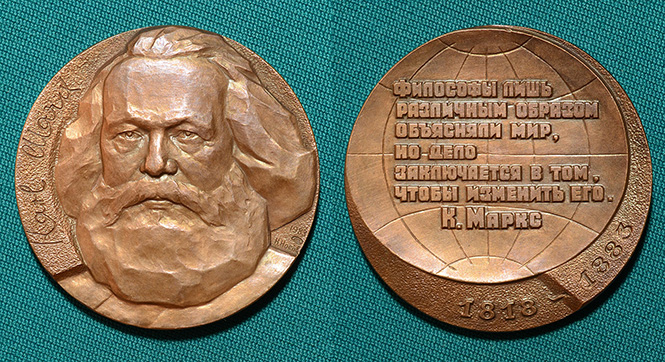 Karl Marx
ФИЛОСОФЫ ЛИШЬ
РАЗЛИЧНЫМ ОБРАЗОМ
ОБЪЯСНЯЛИ МИР,
НО ДЕЛО
ЗАКЛЮЧАЕТСЯ В ТОМ,
ЧТОБЫ ИЗМЕНИТЬ ЕГО.
К. МАРКС
1818 – 1883